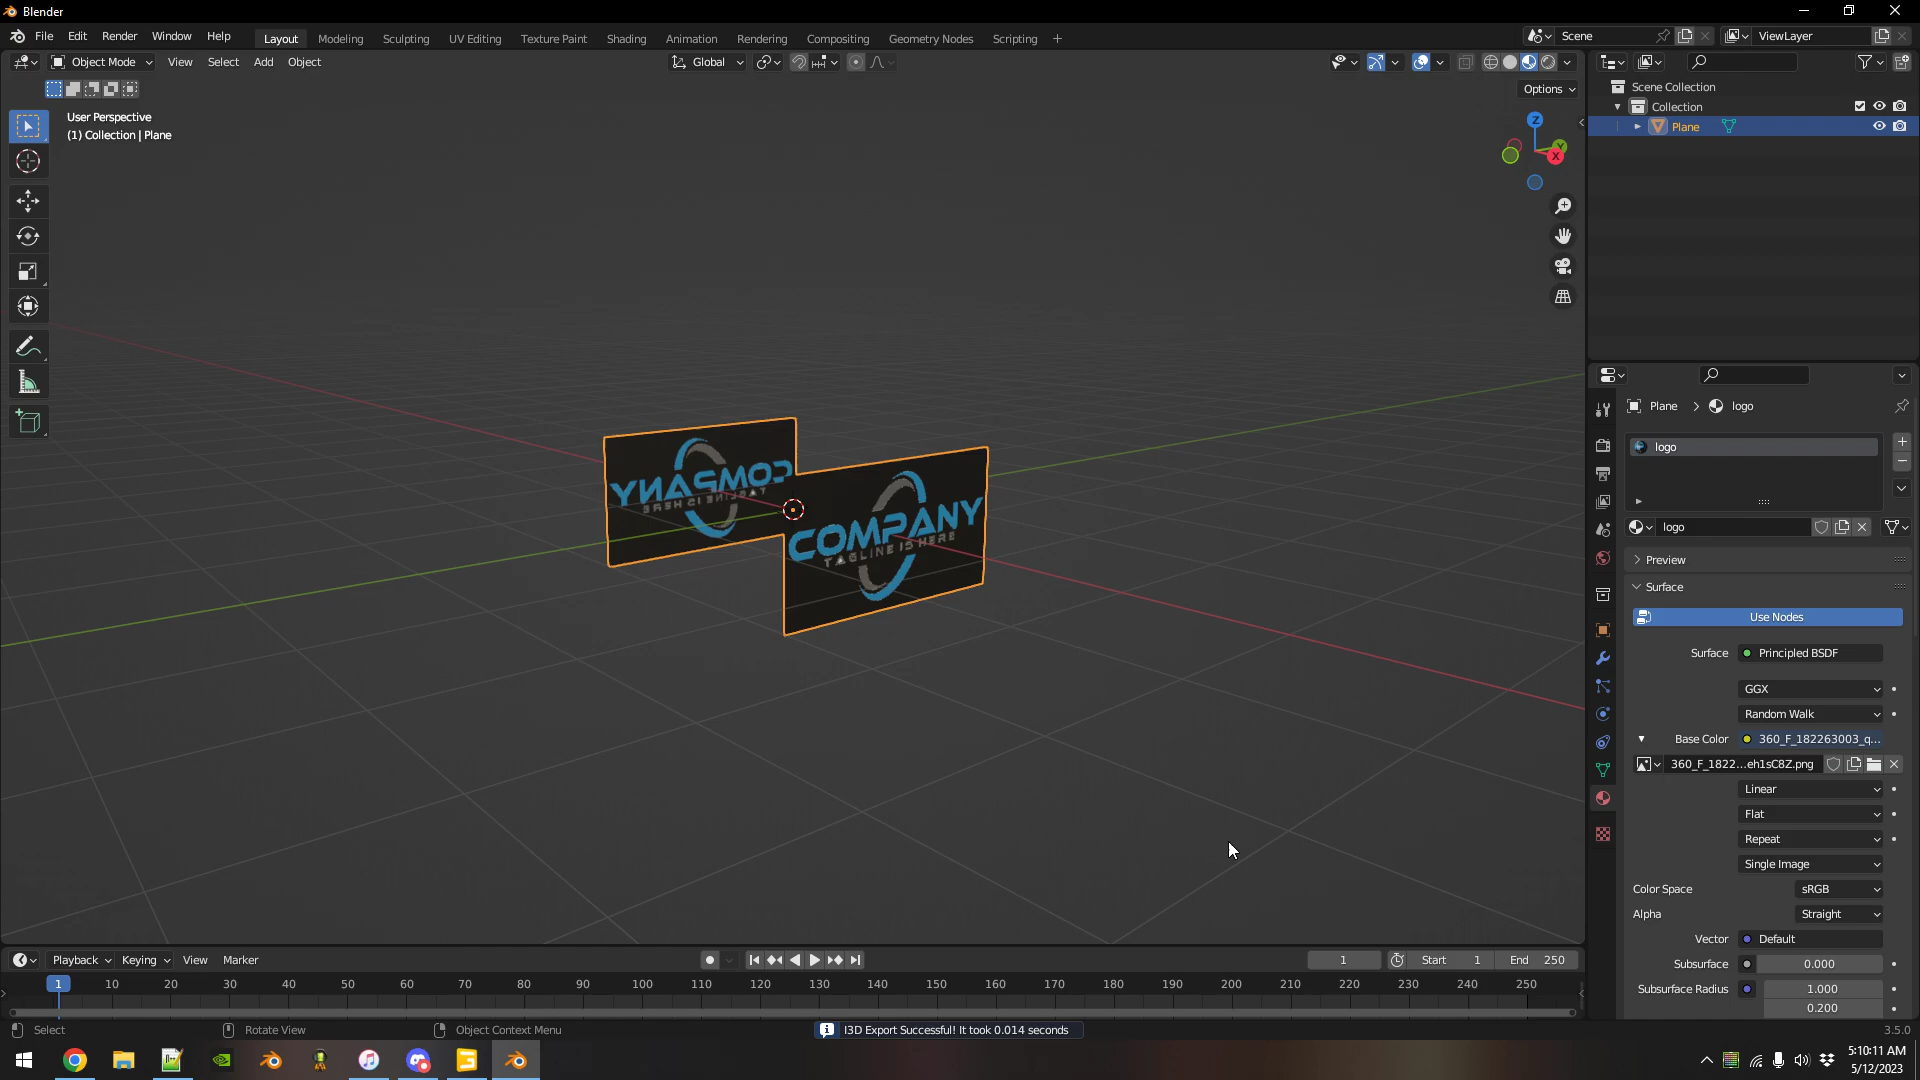 Blender
File Edit Render Window Help
Layout Modeling Sculpting UV Editing Texture Paint Shading Animation Rendering Compositing Geometry Nodes Scripting +
Scene
ViewLayer
Object Mode View Select Add Object
Global
Options
User Perspective
(1) Collection | Plane
Z
Y
X
COMPANY
TAGLINE IS HERE
COMPANY
TAGLINE IS HERE
Scene Collection
Collection
Plane
Plane > logo
logo
logo
Preview
Surface
Use Nodes
Surface Principled BSDF
GGX
Random Walk
Base Color 360_F_182263003_q...
360_F_1822...eh1sC8Z.png
Linear
Flat
Repeat
Single Image
Color Space sRGB
Alpha Straight
Vector Default
Subsurface 0.000
Subsurface Radius 1.000
0.200
Playback Keying View Marker
1 Start 1 End 250
1 10 20 30 40 50 60 70 80 90 100 110 120 130 140 150 160 170 180 190 200 210 220 230 240 250
Select Rotate View Object Context Menu I3D Export Successful! It took 0.014 seconds 3.5.0
5:10:11 AM
5/12/2023